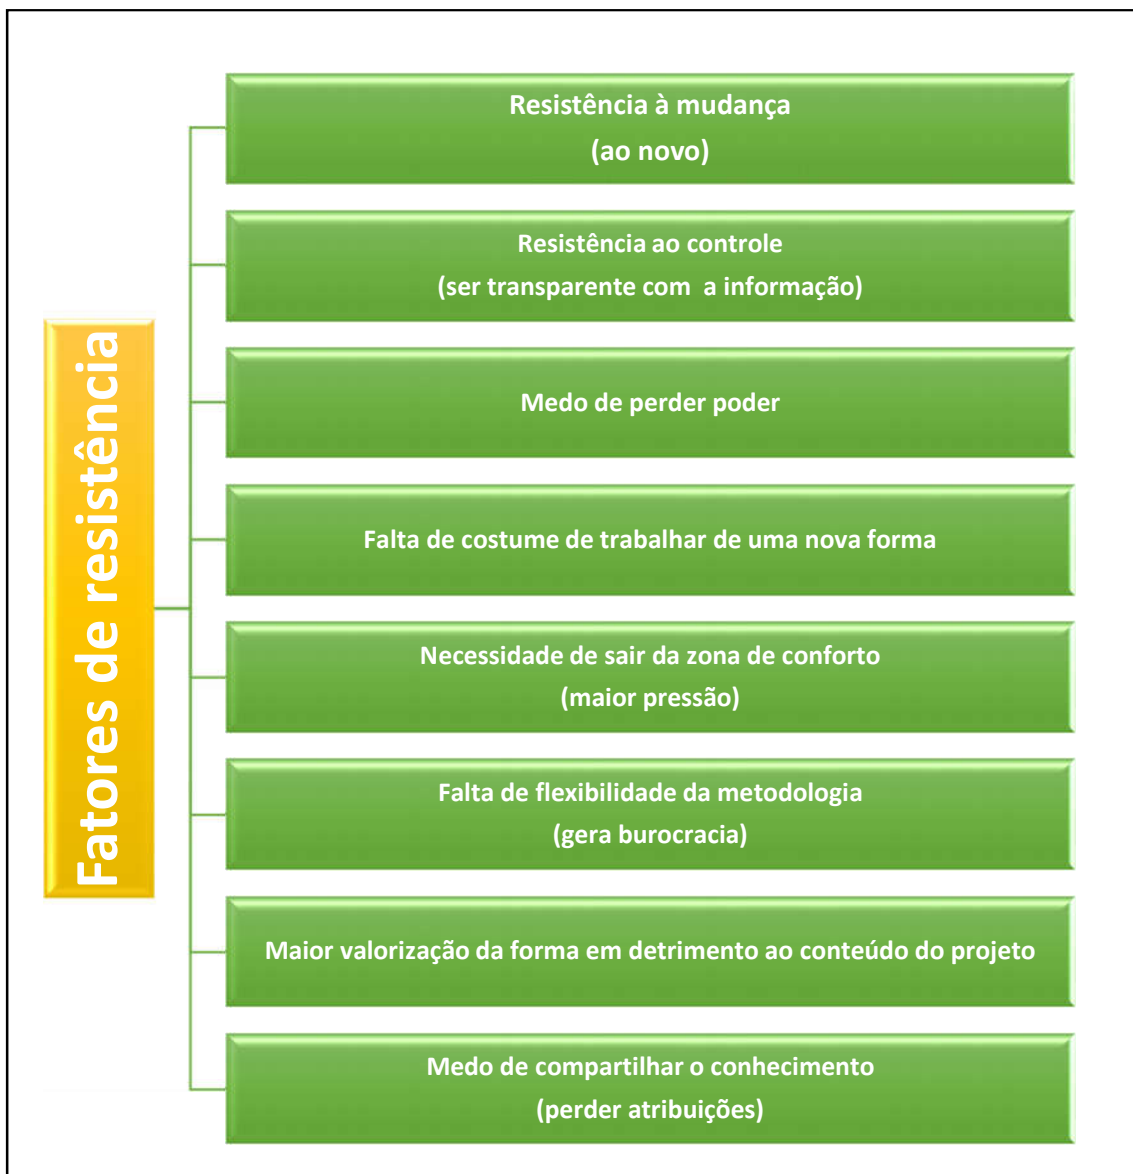 Fatores de resistência
Resistência à mudança
(ao novo)
Resistência ao controle
(ser transparente com  a informação)
Medo de perder poder
Falta de costume de trabalhar de uma nova forma
Necessidade de sair da zona de conforto
(maior pressão)
Falta de flexibilidade da metodologia
(gera burocracia)
Maior valorização da forma em detrimento ao conteúdo do projeto
Medo de compartilhar o conhecimento
(perder atribuições)